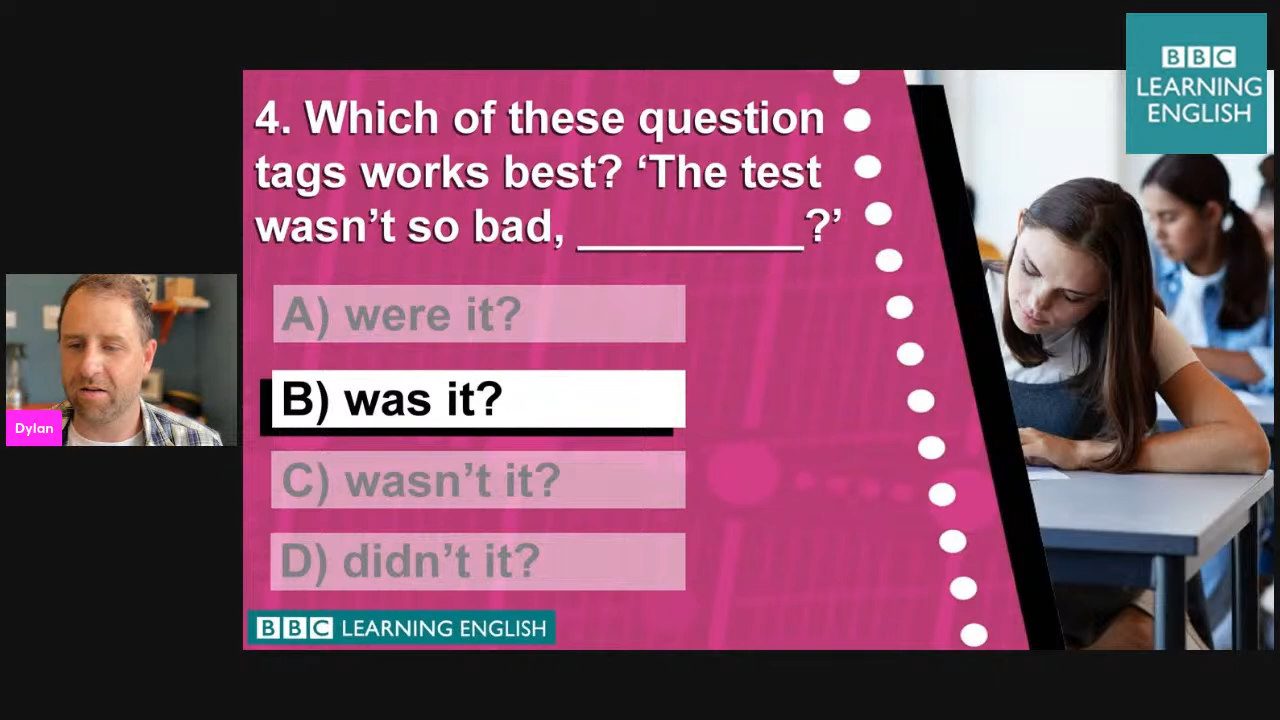 BBC
LEARNING
ENGLISH
4. Which of these question
tags works best? ‘The test
wasn’t so bad, _________?’
A) were it?
B) was it?
C) wasn’t it?
D) didn’t it?
Dylan
BBC LEARNING ENGLISH